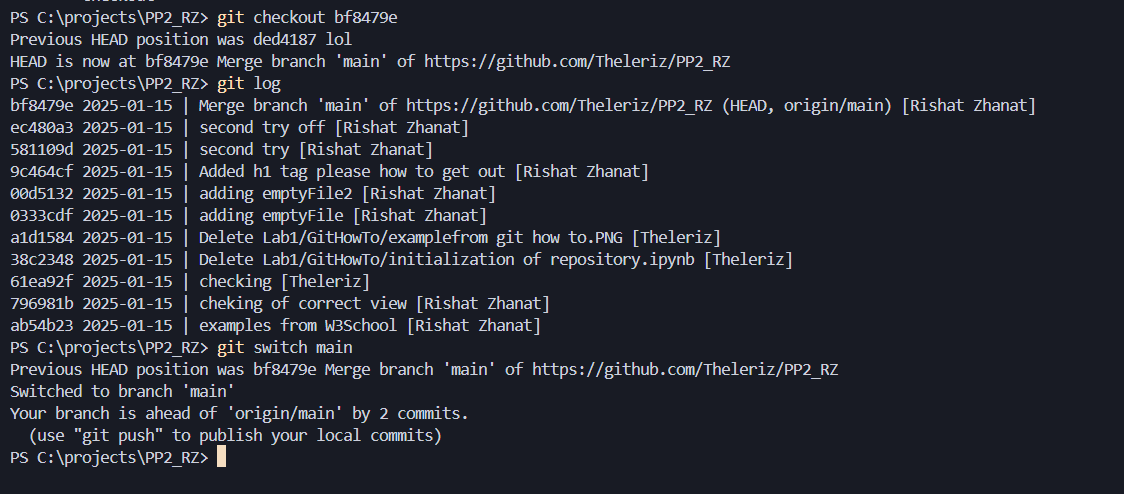 PS C:\projects\PP2_RZ> git checkout bf8479e
Previous HEAD position was ded4187 lol
HEAD is now at bf8479e Merge branch 'main' of https://github.com/Theleriz/PP2_RZ
PS C:\projects\PP2_RZ> git log
bf8479e 2025-01-15 | Merge branch 'main' of https://github.com/Theleriz/PP2_RZ (HEAD, origin/main) [Rishat Zhanat]
ec480a3 2025-01-15 | second try off [Rishat Zhanat]
581109d 2025-01-15 | second try [Rishat Zhanat]
9c464cf 2025-01-15 | Added h1 tag please how to get out [Rishat Zhanat]
00d5132 2025-01-15 | adding emptyFile2 [Rishat Zhanat]
0333cdf 2025-01-15 | adding emptyFile [Rishat Zhanat]
a1d1584 2025-01-15 | Delete Lab1/GitHowTo/examplefrom git how to.PNG [Theleriz]
38c2348 2025-01-15 | Delete Lab1/GitHowTo/initialization of repository.ipynb [Theleriz]
61ea92f 2025-01-15 | checking [Theleriz]
796981b 2025-01-15 | cheking of correct view [Rishat Zhanat]
ab54b23 2025-01-15 | examples from W3School [Rishat Zhanat]
PS C:\projects\PP2_RZ> git switch main
Previous HEAD position was bf8479e Merge branch 'main' of https://github.com/Theleriz/PP2_RZ
Switched to branch 'main'
Your branch is ahead of 'origin/main' by 2 commits.
  (use "git push" to publish your local commits)
PS C:\projects\PP2_RZ>